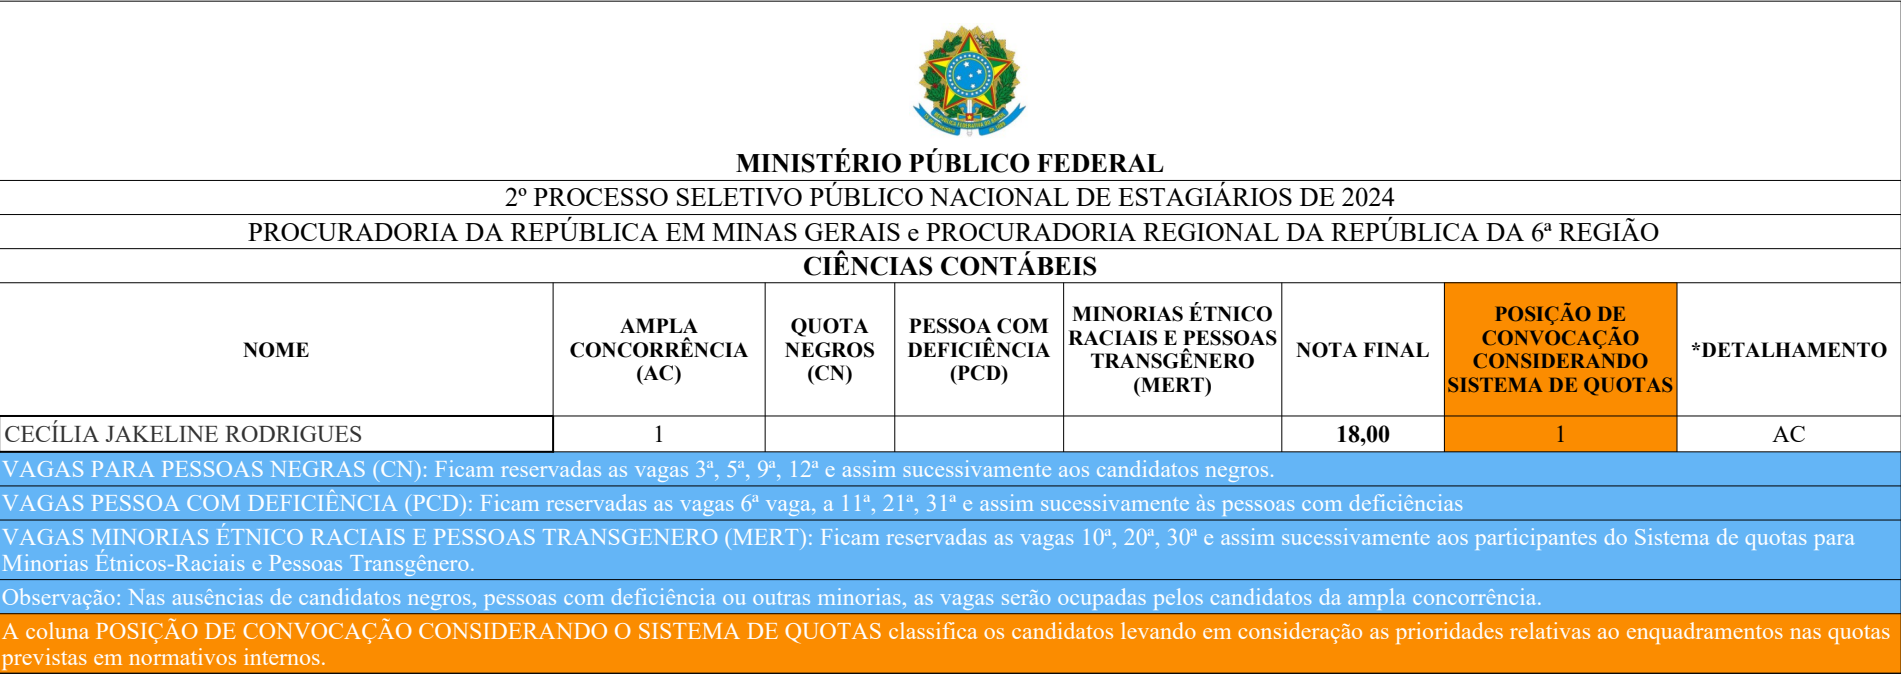 MINISTÉRIO PÚBLICO FEDERAL
2º PROCESSO SELETIVO PÚBLICO NACIONAL DE ESTAGIÁRIOS DE 2024
PROCURADORIA DA REPÚBLICA EM MINAS GERAIS e PROCURADORIA REGIONAL DA REPÚBLICA DA 6ª REGIÃO
CIÊNCIAS CONTÁBEIS
NOME
AMPLA
CONCORRÊNCIA
(AC)
QUOTA
NEGROS
(CN)
PESSOA COM
DEFICIÊNCIA
(PCD)
MINORIAS ÉTNICO
RACIAIS E PESSOAS
TRANSGÊNERO
(MERT)
NOTA FINAL
POSIÇÃO DE
CONVOCAÇÃO
CONSIDERANDO
SISTEMA DE QUOTAS
*DETALHAMENTO
CECÍLIA JAKELINE RODRIGUES 1 18,00 1 AC
VAGAS PARA PESSOAS NEGRAS (CN): Ficam reservadas as vagas 3ª, 5ª, 9ª, 12ª e assim sucessivamente aos candidatos negros.
VAGAS PESSOA COM DEFICIÊNCIA (PCD): Ficam reservadas as vagas 6ª vaga, a 11ª, 21ª, 31ª e assim sucessivamente às pessoas com deficiências
VAGAS MINORIAS ÉTNICO RACIAIS E PESSOAS TRANSGENERO (MERT): Ficam reservadas as vagas 10ª, 20ª, 30ª e assim sucessivamente aos participantes do Sistema de quotas para
Minorias Étnicos-Raciais e Pessoas Transgênero.
Observação: Nas ausências de candidatos negros, pessoas com deficiência ou outras minorias, as vagas serão ocupadas pelos candidatos da ampla concorrência.
A coluna POSIÇÃO DE CONVOCAÇÃO CONSIDERANDO O SISTEMA DE QUOTAS classifica os candidatos levando em consideração as prioridades relativas ao enquadramentos nas quotas
previstas em normativos internos.